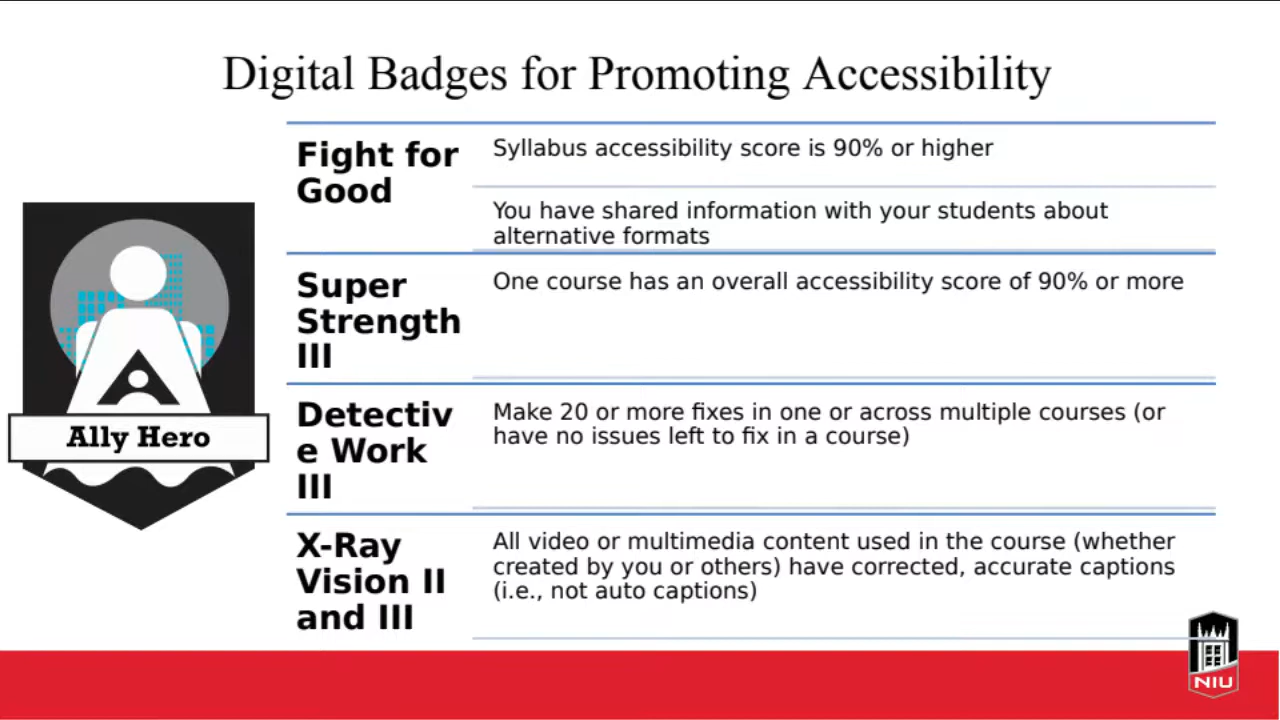 Digital Badges for Promoting Accessibility
Fight for
Good
Syllabus accessibility score is 90% or higher
You have shared information with your students about
alternative formats
Super
Strength
III
One course has an overall accessibility score of 90% or more
Detectiv
e Work
III
Make 20 or more fixes in one or across multiple courses (or
have no issues left to fix in a course)
X-Ray
Vision II
and III
All video or multimedia content used in the course (whether
created by you or others) have corrected, accurate captions
(i.e., not auto captions)
Ally Hero
NIU